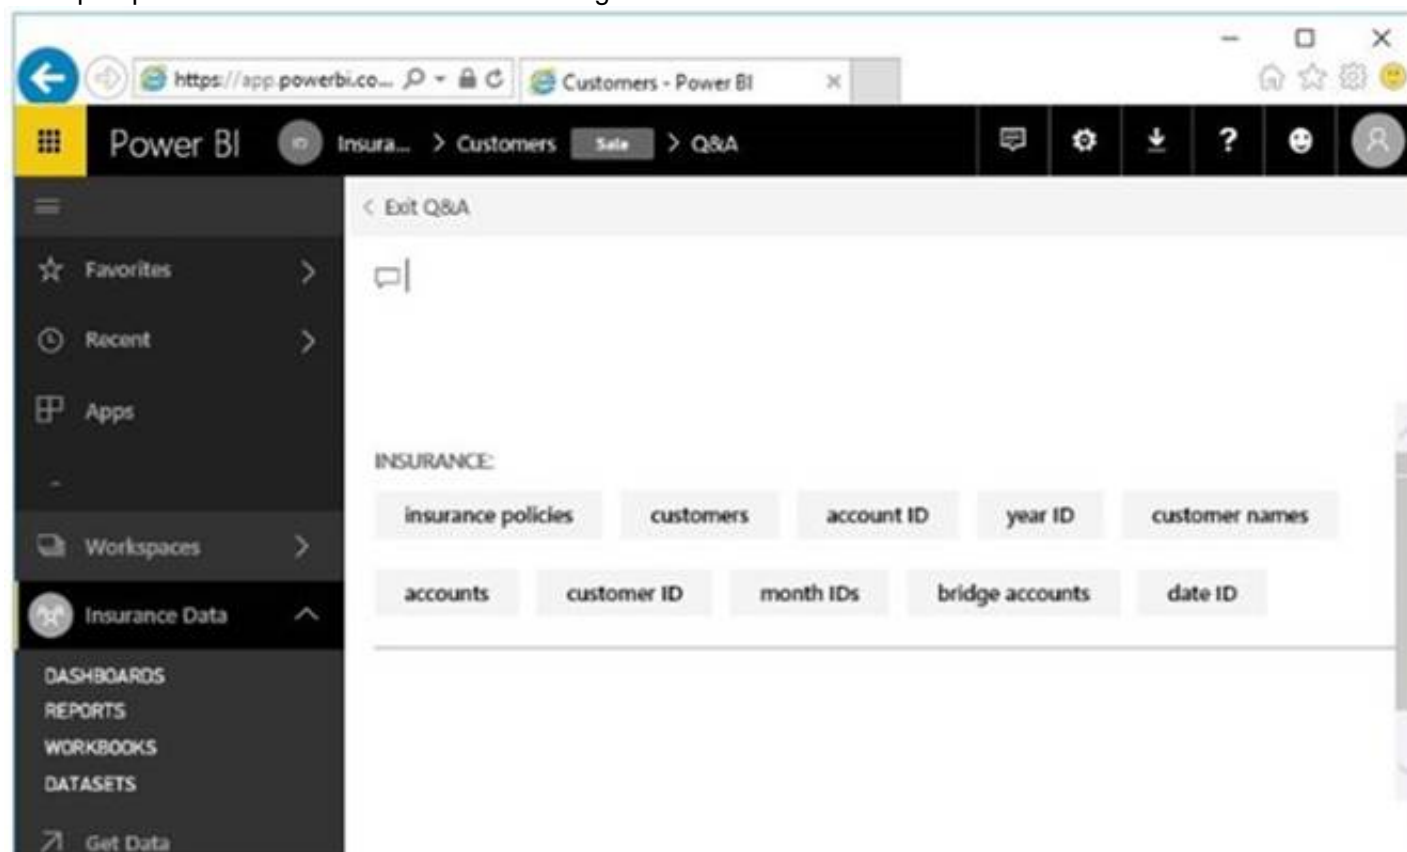 https://app.powerbi.co... Customers - Power BI
Power BI Insura... > Customers Sale > Q&A ?
< Exit Q&A
Favorites
Recent
Apps
Workspaces
Insurance Data
DASHBOARDS
REPORTS
WORKBOOKS
DATASETS
Get Data
INSURANCE:
insurance policies customers account ID year ID customer names
accounts customer ID month IDs bridge accounts date ID